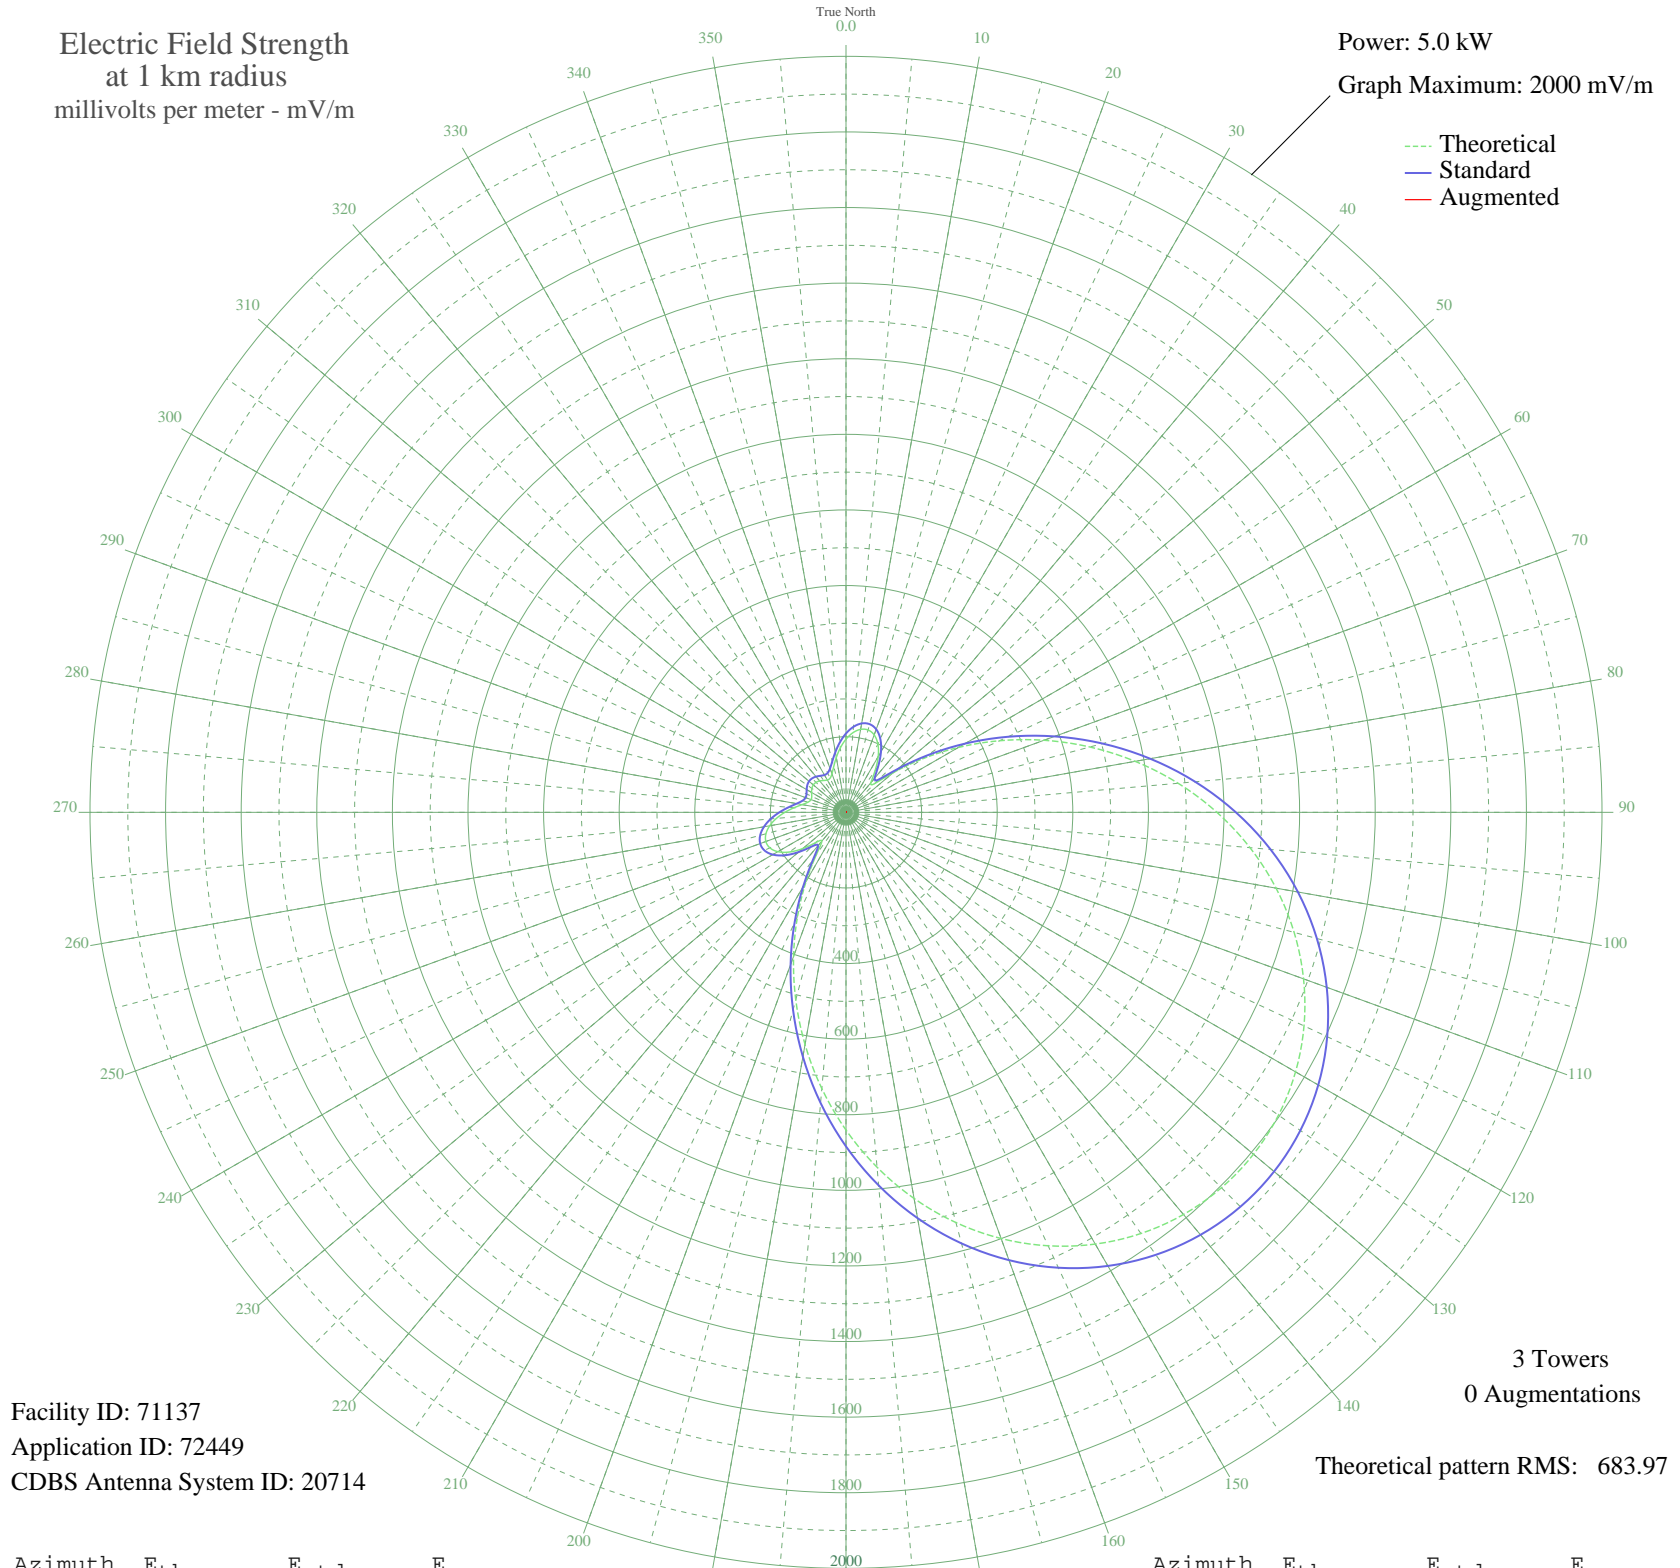 True North
Electric Field Strength
at 1 km radius
millivolts per meter - mV/m
Power: 5.0 kW
Graph Maximum: 2000 mV/m
Theoretical
Standard
Augmented
0.0
10
20
30
40
50
60
70
80
90
100
110
120
130
140
150
160
200
210
220
230
240
250
260
270
280
290
300
310
320
330
340
350
400
600
800
1000
1200
1400
1600
1800
2000
3 Towers
0 Augmentations
Theoretical pattern RMS: 683.97
Facility ID: 71137
Application ID: 72449
CDBS Antenna System ID: 20714
Azimuth E E E
Azimuth E E E